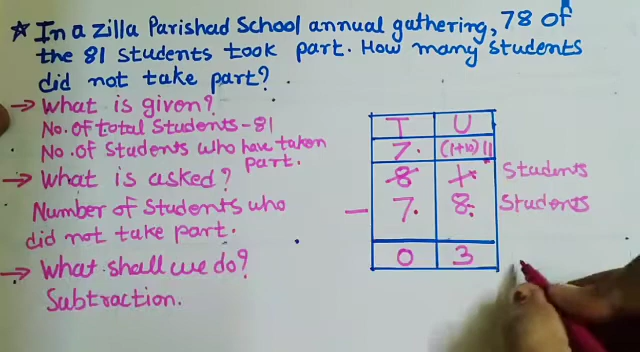 ☆ In a zilla Parishad School annual gathering, 78 of
the 81 students took part. How many students
did not take part?
→ What is given?
No. of total students - 81
No. of students who have taken
part.
→ What is asked?
Number of students who
did not take part.
→ What shall we do?
Subtraction.
T U
7. (1+10) 11
8 1 Students
- 7. 8. Students
0 3